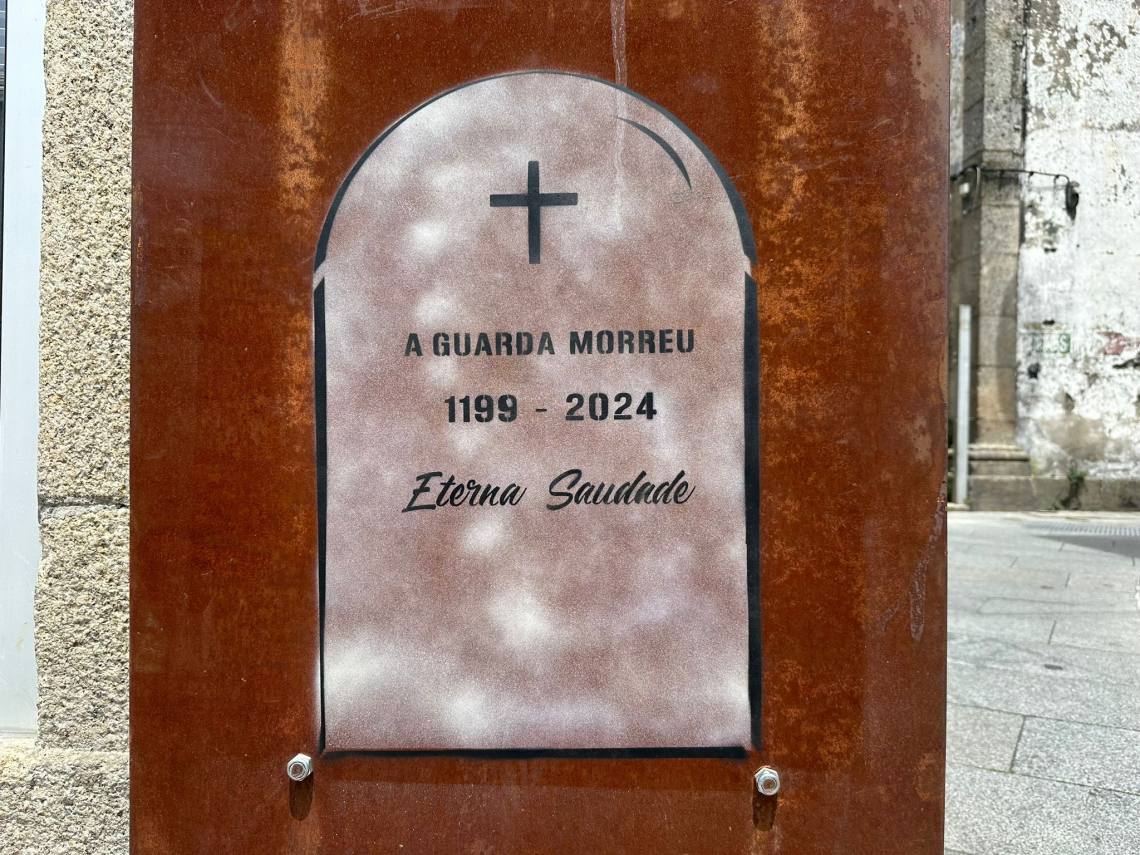 A GUARDA MORREU
1199 - 2024
Eterna Saudade